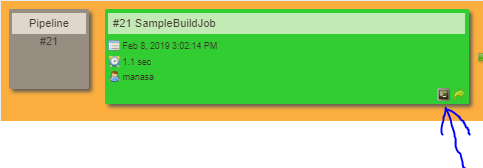 Pipeline
#21
#21 SampleBuildJob
Feb 8, 2019 3:02:14 PM
1.1 sec
manasa